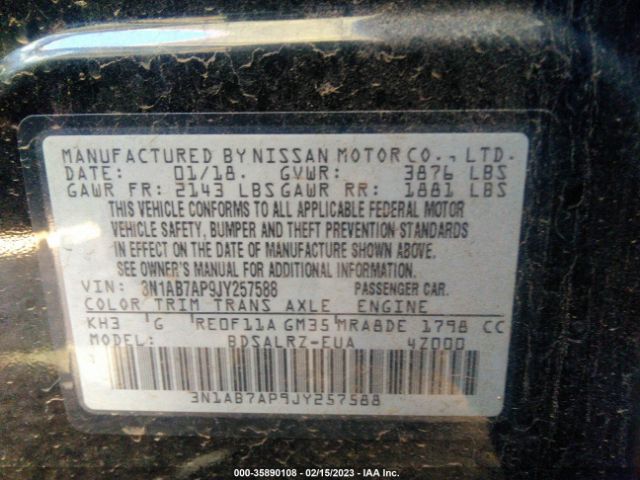 MANUFACTURED BY NISSAN MOTOR CO., LTD.
DATE: 01/18. GVWR: 3876 LBS
GAWR FR: 2143 LBS GAWR RR: 1881 LBS
THIS VEHICLE CONFORMS TO ALL APPLICABLE FEDERAL MOTOR
VEHICLE SAFETY, BUMPER AND THEFT PREVENTION STANDARDS
IN EFFECT ON THE DATE OF MANUFACTURE SHOWN ABOVE.
SEE OWNER'S MANUAL FOR ADDITIONAL INFORMATION.
VIN: 3N1AB7AP9JY257588 PASSENGER CAR.
COLOR TRIM TRANS AXLE ENGINE
KH3 G RE0F11A GM35 MRA8DE 1798 CC
MODEL: BDSALRZ-EUA 4Z000
3N1AB7AP9JY257588
000-35890108 - 02/15/2023 - IAA Inc.